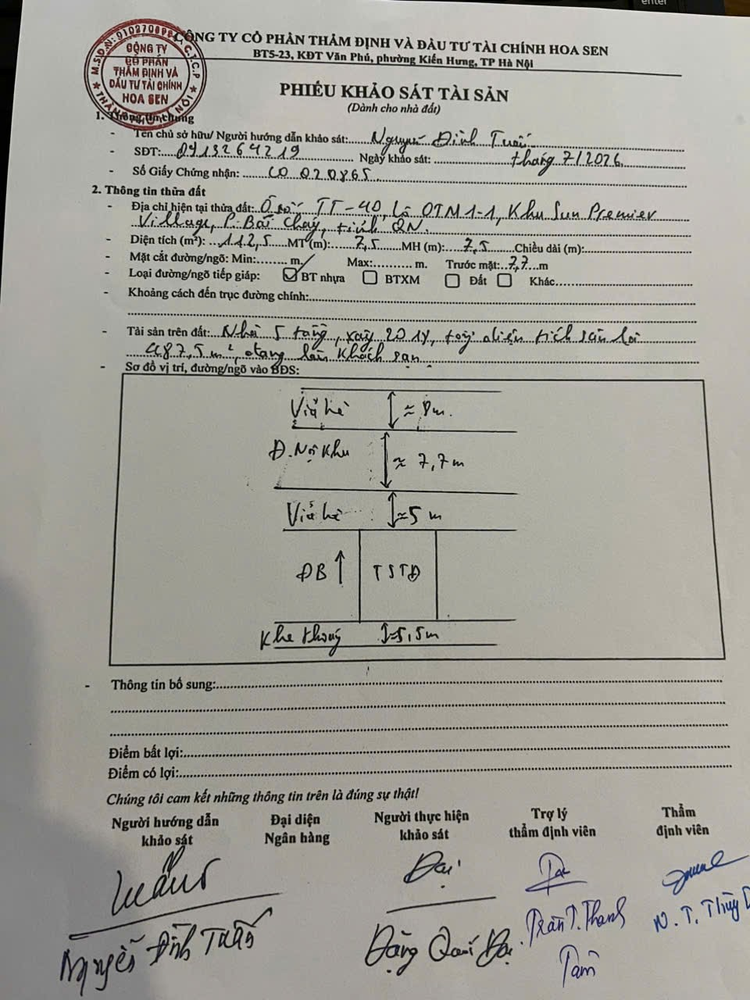 enter
CÔNG TY CỔ PHẦN THẨM ĐỊNH VÀ ĐẦU TƯ TÀI CHÍNH HOA SEN
BT5-23, KĐT Văn Phú, phường Kiến Hưng, TP Hà Nội
CÔNG TY
CỔ PHẦN
THẨM ĐỊNH VÀ
ĐẦU TƯ TÀI CHÍNH
HOA SEN
PHIẾU KHẢO SÁT TÀI SẢN
(Dành cho nhà đất)
1. Thông tin chung
- Tên chủ sở hữu/ Người hướng dẫn khảo sát: Nguyễn Đình Tuấn
- SĐT: 0913264219 Ngày khảo sát: tháng 7/2026
- Số Giấy Chứng nhận: CO 020865
2. Thông tin thửa đất
- Địa chỉ hiện tại thửa đất: Ô số TT-40, Lô OTM1-1, Khu Sun Premier
Village, P. Bãi Cháy, tỉnh QN.
- Diện tích (m²): 112,5 MT (m): 7,5 MH (m): 7,5 Chiều dài (m):
- Mặt cắt đường/ngõ: Min: m. Max: m. Trước mặt: 7,7 m
- Loại đường/ngõ tiếp giáp: ☑ BT nhựa ☐ BTXM ☐ Đất ☐ Khác
- Khoảng cách đến trục đường chính:
- Tài sản trên đất: Nhà 5 tầng, xây 2018, tổng diện tích sàn là
487,5 m², đang làm khách sạn.
- Sơ đồ vị trí, đường/ngõ vào BĐS:
Vỉa hè ≈ 8m.
Đ. Nội khu ≈ 7,7m
Vỉa hè ≈5 m
ĐB ↑ TSTĐ
Khe thoáng ≈5,5m
- Thông tin bổ sung:
Điểm bất lợi:
Điểm có lợi:
Chúng tôi cam kết những thông tin trên là đúng sự thật!
Người hướng dẫn khảo sát
Đại diện Ngân hàng
Người thực hiện khảo sát
Trợ lý thẩm định viên
Thẩm định viên
Đại
Nguyễn Đình Tuấn
Đặng Quốc Đại
Trần T. Thanh
Tâm
N. T. Thùy